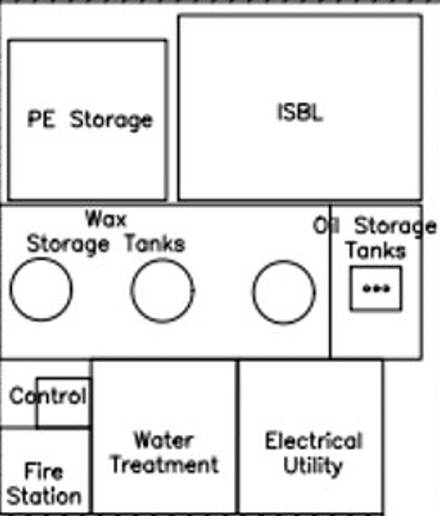 PE Storage
ISBL
Wax
Storage Tanks
Oil Storage
Tanks
Control
Water
Treatment
Electrical
Utility
Fire
Station